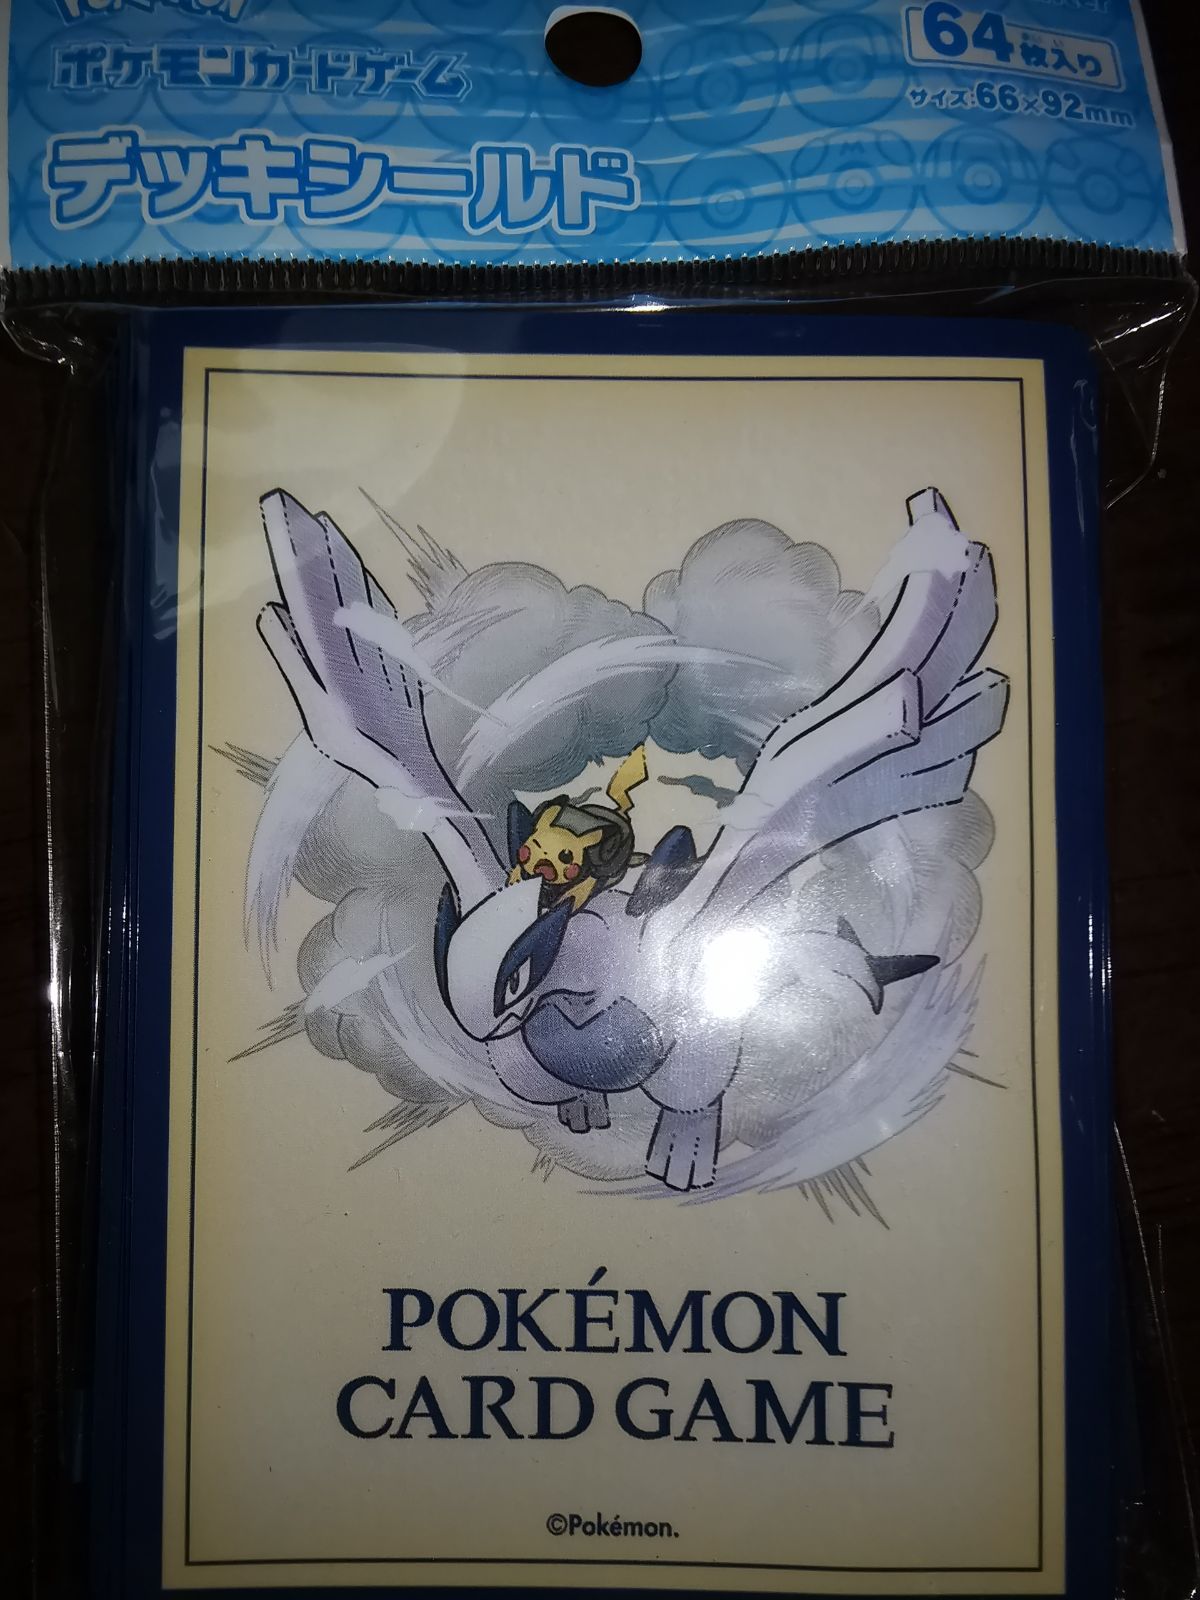 POKÉMON
ポケモンカードゲーム
デッキシールド
64枚入り
サイズ:66×92mm
POKÉMON
CARD GAME
©Pokémon.